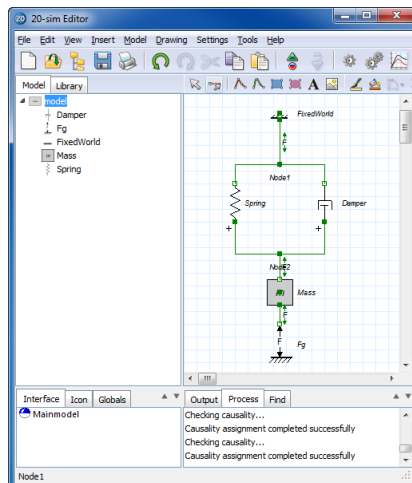 20-sim Editor
File Edit View Insert Model Drawing Settings Tools Help
Model Library
model
Damper
Fg
FixedWorld
Mass
Spring
FixedWorld
F
Node1
Spring
Damper
Node2
F
m
Mass
F
F
Fg
Interface Icon Globals
Mainmodel
Output Process Find
Checking causality...
Causality assignment completed successfully
Checking causality...
Causality assignment completed successfully
Node1